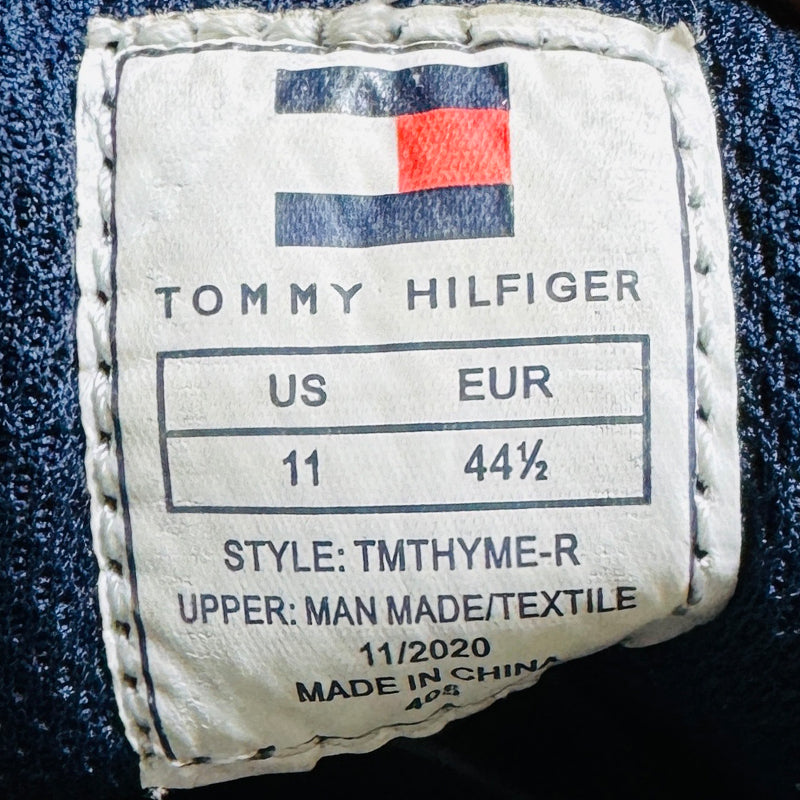 TOMMY HILFIGER
US EUR
11 44½
STYLE: TMTHYME-R
UPPER: MAN MADE/TEXTILE
11/2020
MADE IN CHINA